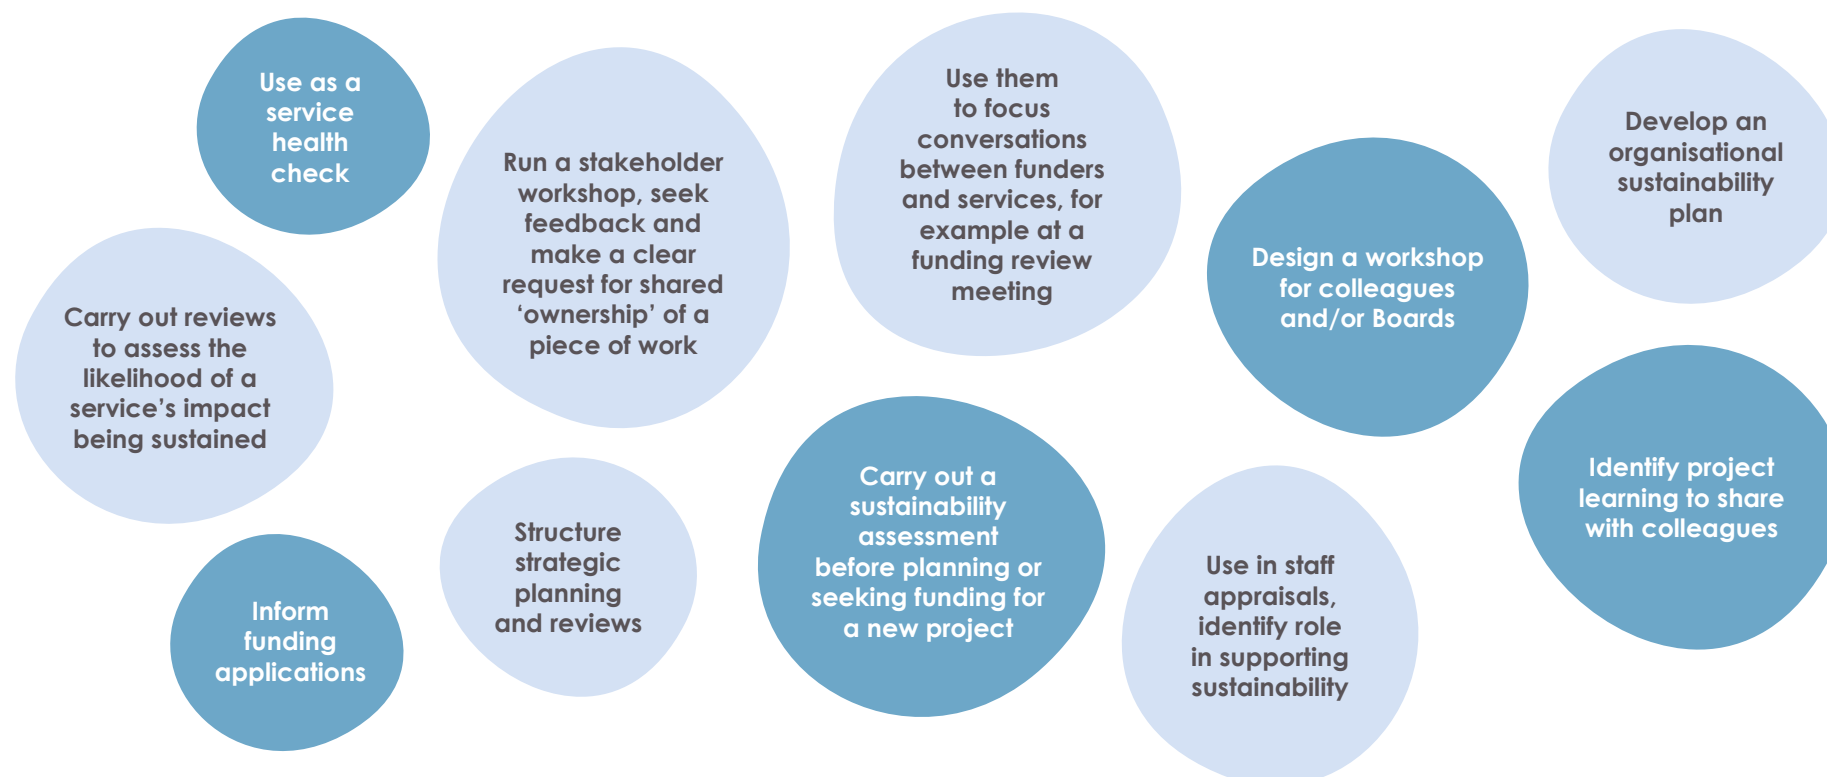 Use as a
service
health
check
Run a stakeholder
workshop, seek
feedback and
make a clear
request for shared
‘ownership’ of a
piece of work
Use them
to focus
conversations
between funders
and services, for
example at a
funding review
meeting
Develop an
organisational
sustainability
plan
Design a workshop
for colleagues
and/or Boards
Carry out reviews
to assess the
likelihood of a
service’s impact
being sustained
Structure
strategic
planning
and reviews
Carry out a
sustainability
assessment
before planning or
seeking funding for
a new project
Identify project
learning to share
with colleagues
Inform
funding
applications
Use in staff
appraisals,
identify role
in supporting
sustainability